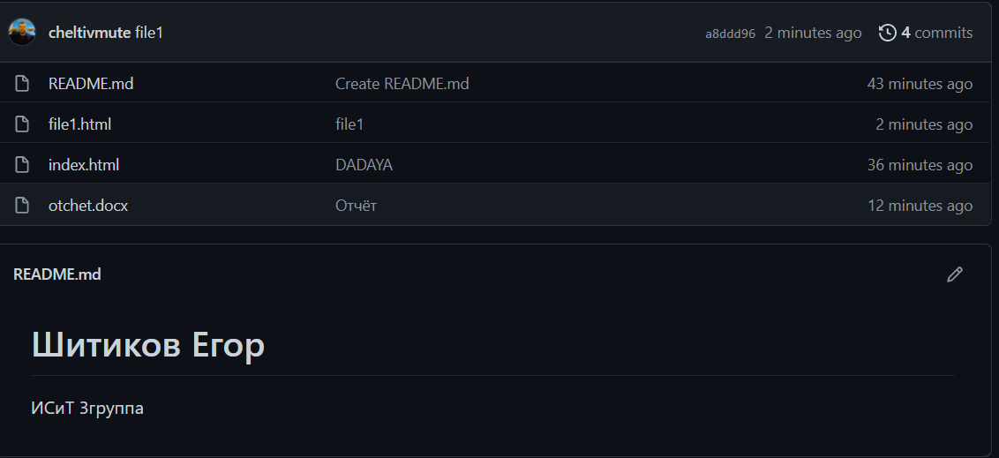 cheltivmute file1 a8ddd96 2 minutes ago 4 commits
README.md Create README.md 43 minutes ago
file1.html file1 2 minutes ago
index.html DADAYA 36 minutes ago
otchet.docx Отчёт 12 minutes ago
README.md
Шитиков Егор
ИСиТ 3группа